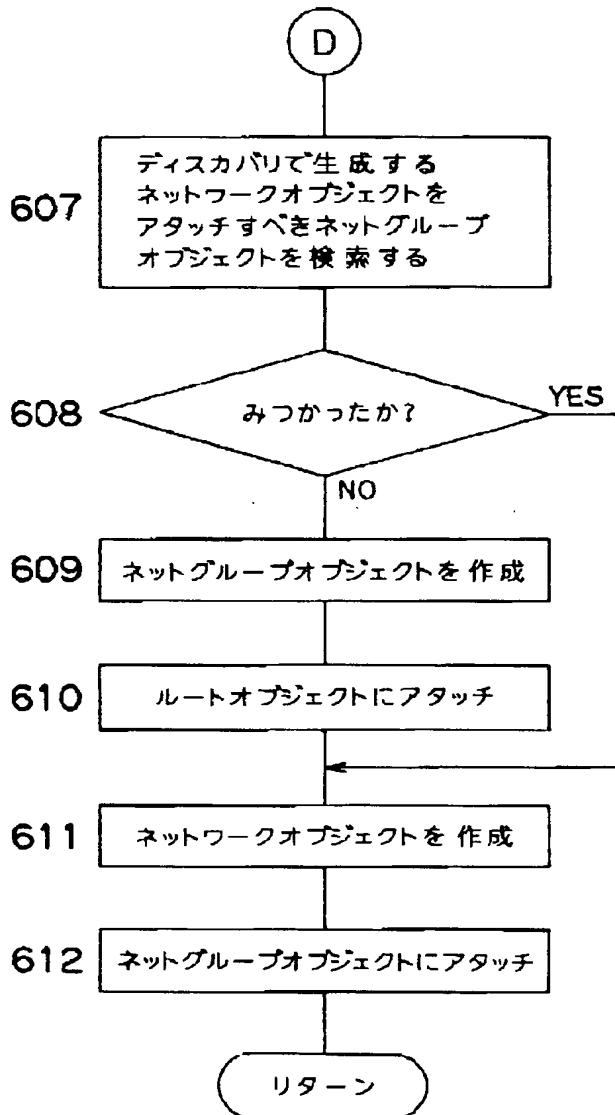 D
607
ディスカバリで生成する
ネットワークオブジェクトを
アタッチすべきネットグループ
オブジェクトを検索する
608
みつかったか?
YES
NO
609
ネットグループオブジェクトを作成
610
ルートオブジェクトにアタッチ
611
ネットワークオブジェクトを作成
612
ネットグループオブジェクトにアタッチ
リターン